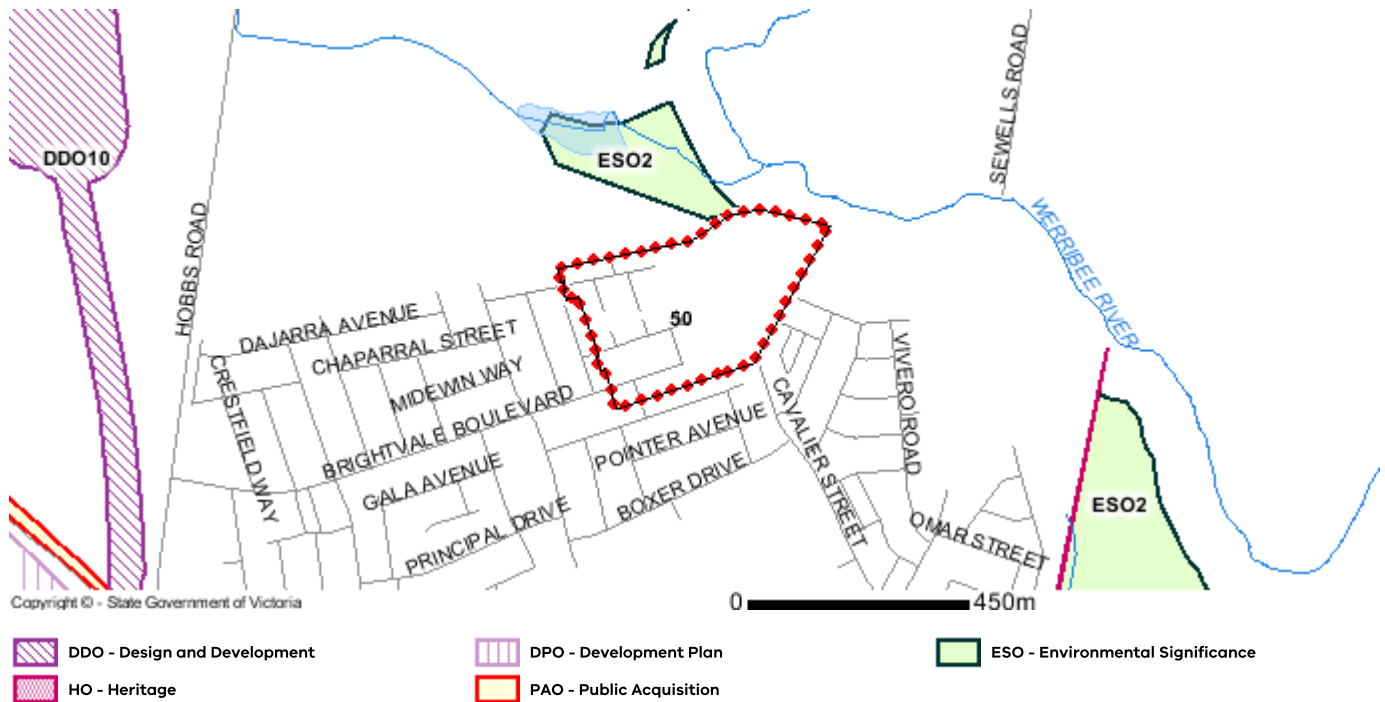 SEWELLS ROAD
DDO10
ESO2
HOBBS ROAD
WERRIBEE RIVER
DAJARRA AVENUE
50
CHAPARRAL STREET
VIVERO ROAD
CRESTFIELD WAY
MIDEWIN WAY
CAVALIER STREET
BRIGHTVALE BOULEVARD
POINTER AVENUE
GALA AVENUE
BOXER DRIVE
ESO2
PRINCIPAL DRIVE
OMAR STREET
Copyright © - State Government of Victoria
0 450m
DDO - Design and Development
DPO - Development Plan
ESO - Environmental Significance
HO - Heritage
PAO - Public Acquisition